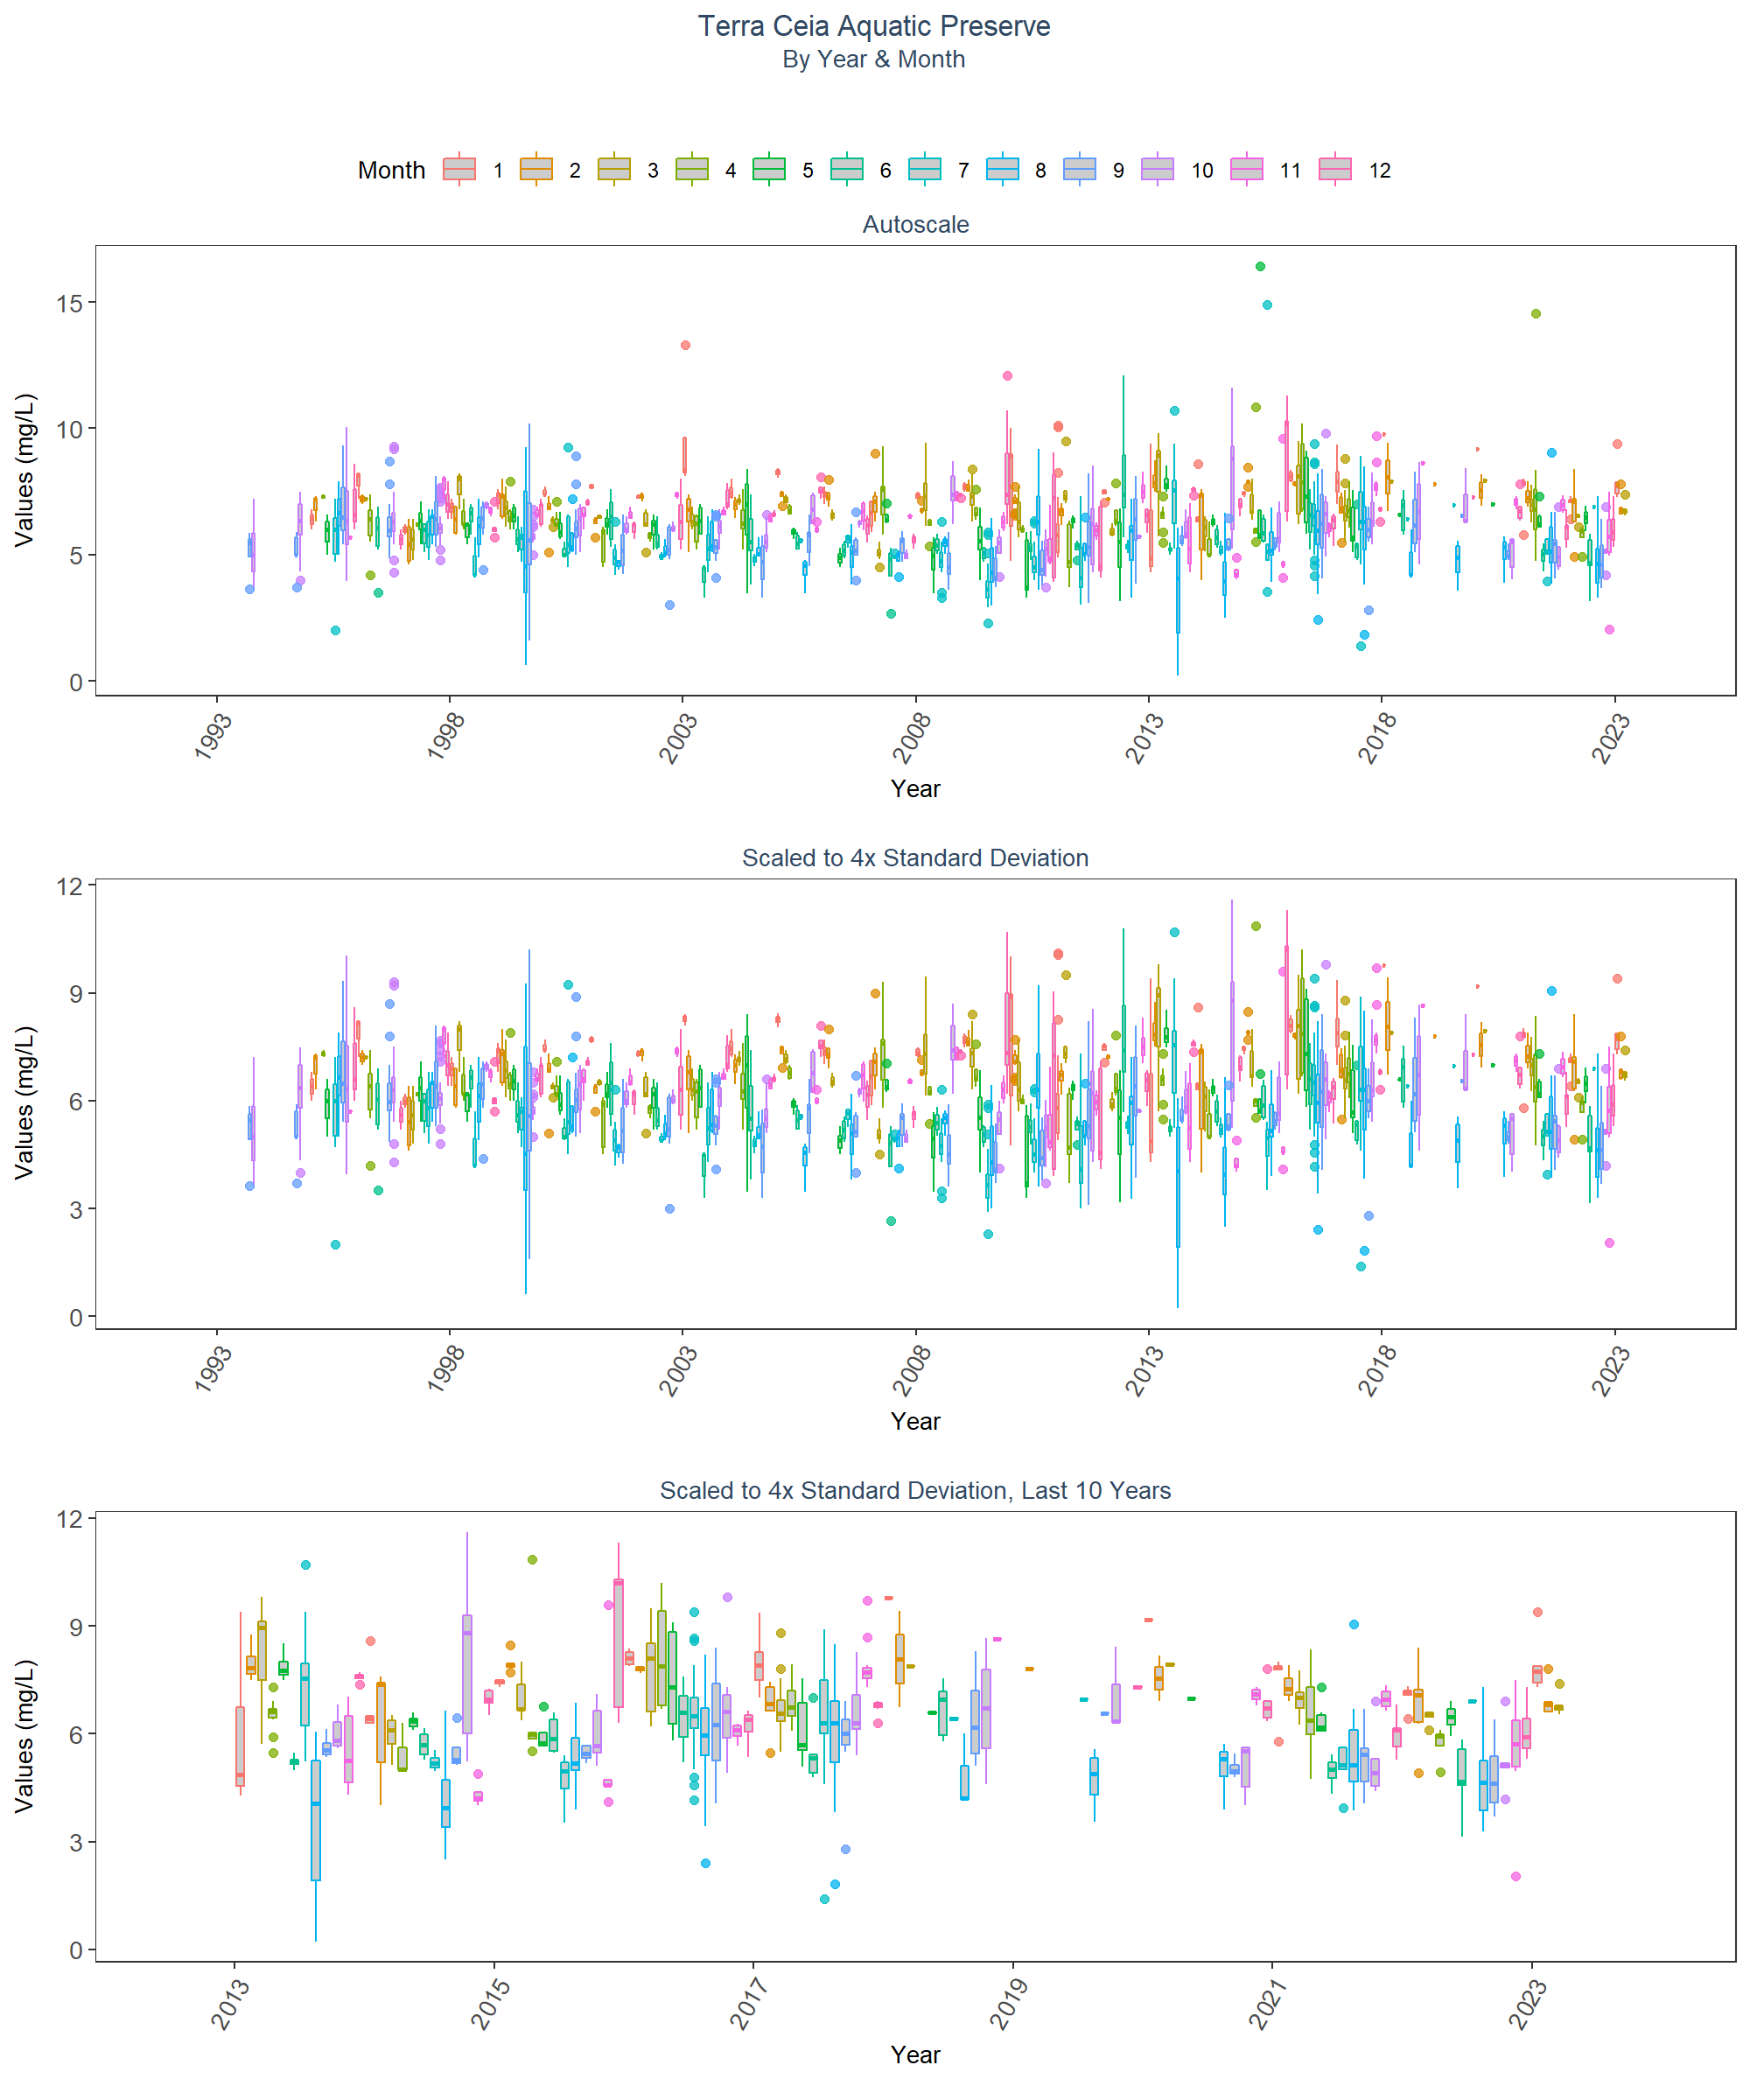 Terra Ceia Aquatic Preserve
By Year & Month
Month 1 2 3 4 5 6 7 8 9 10 11 12
Autoscale
Values (mg/L)
15
10
5
0
1993 1998 2003 2008 2013 2018 2023
Year
Scaled to 4x Standard Deviation
Values (mg/L)
12
9
6
3
0
1993 1998 2003 2008 2013 2018 2023
Year
Scaled to 4x Standard Deviation, Last 10 Years
Values (mg/L)
12
9
6
3
0
2013 2015 2017 2019 2021 2023
Year